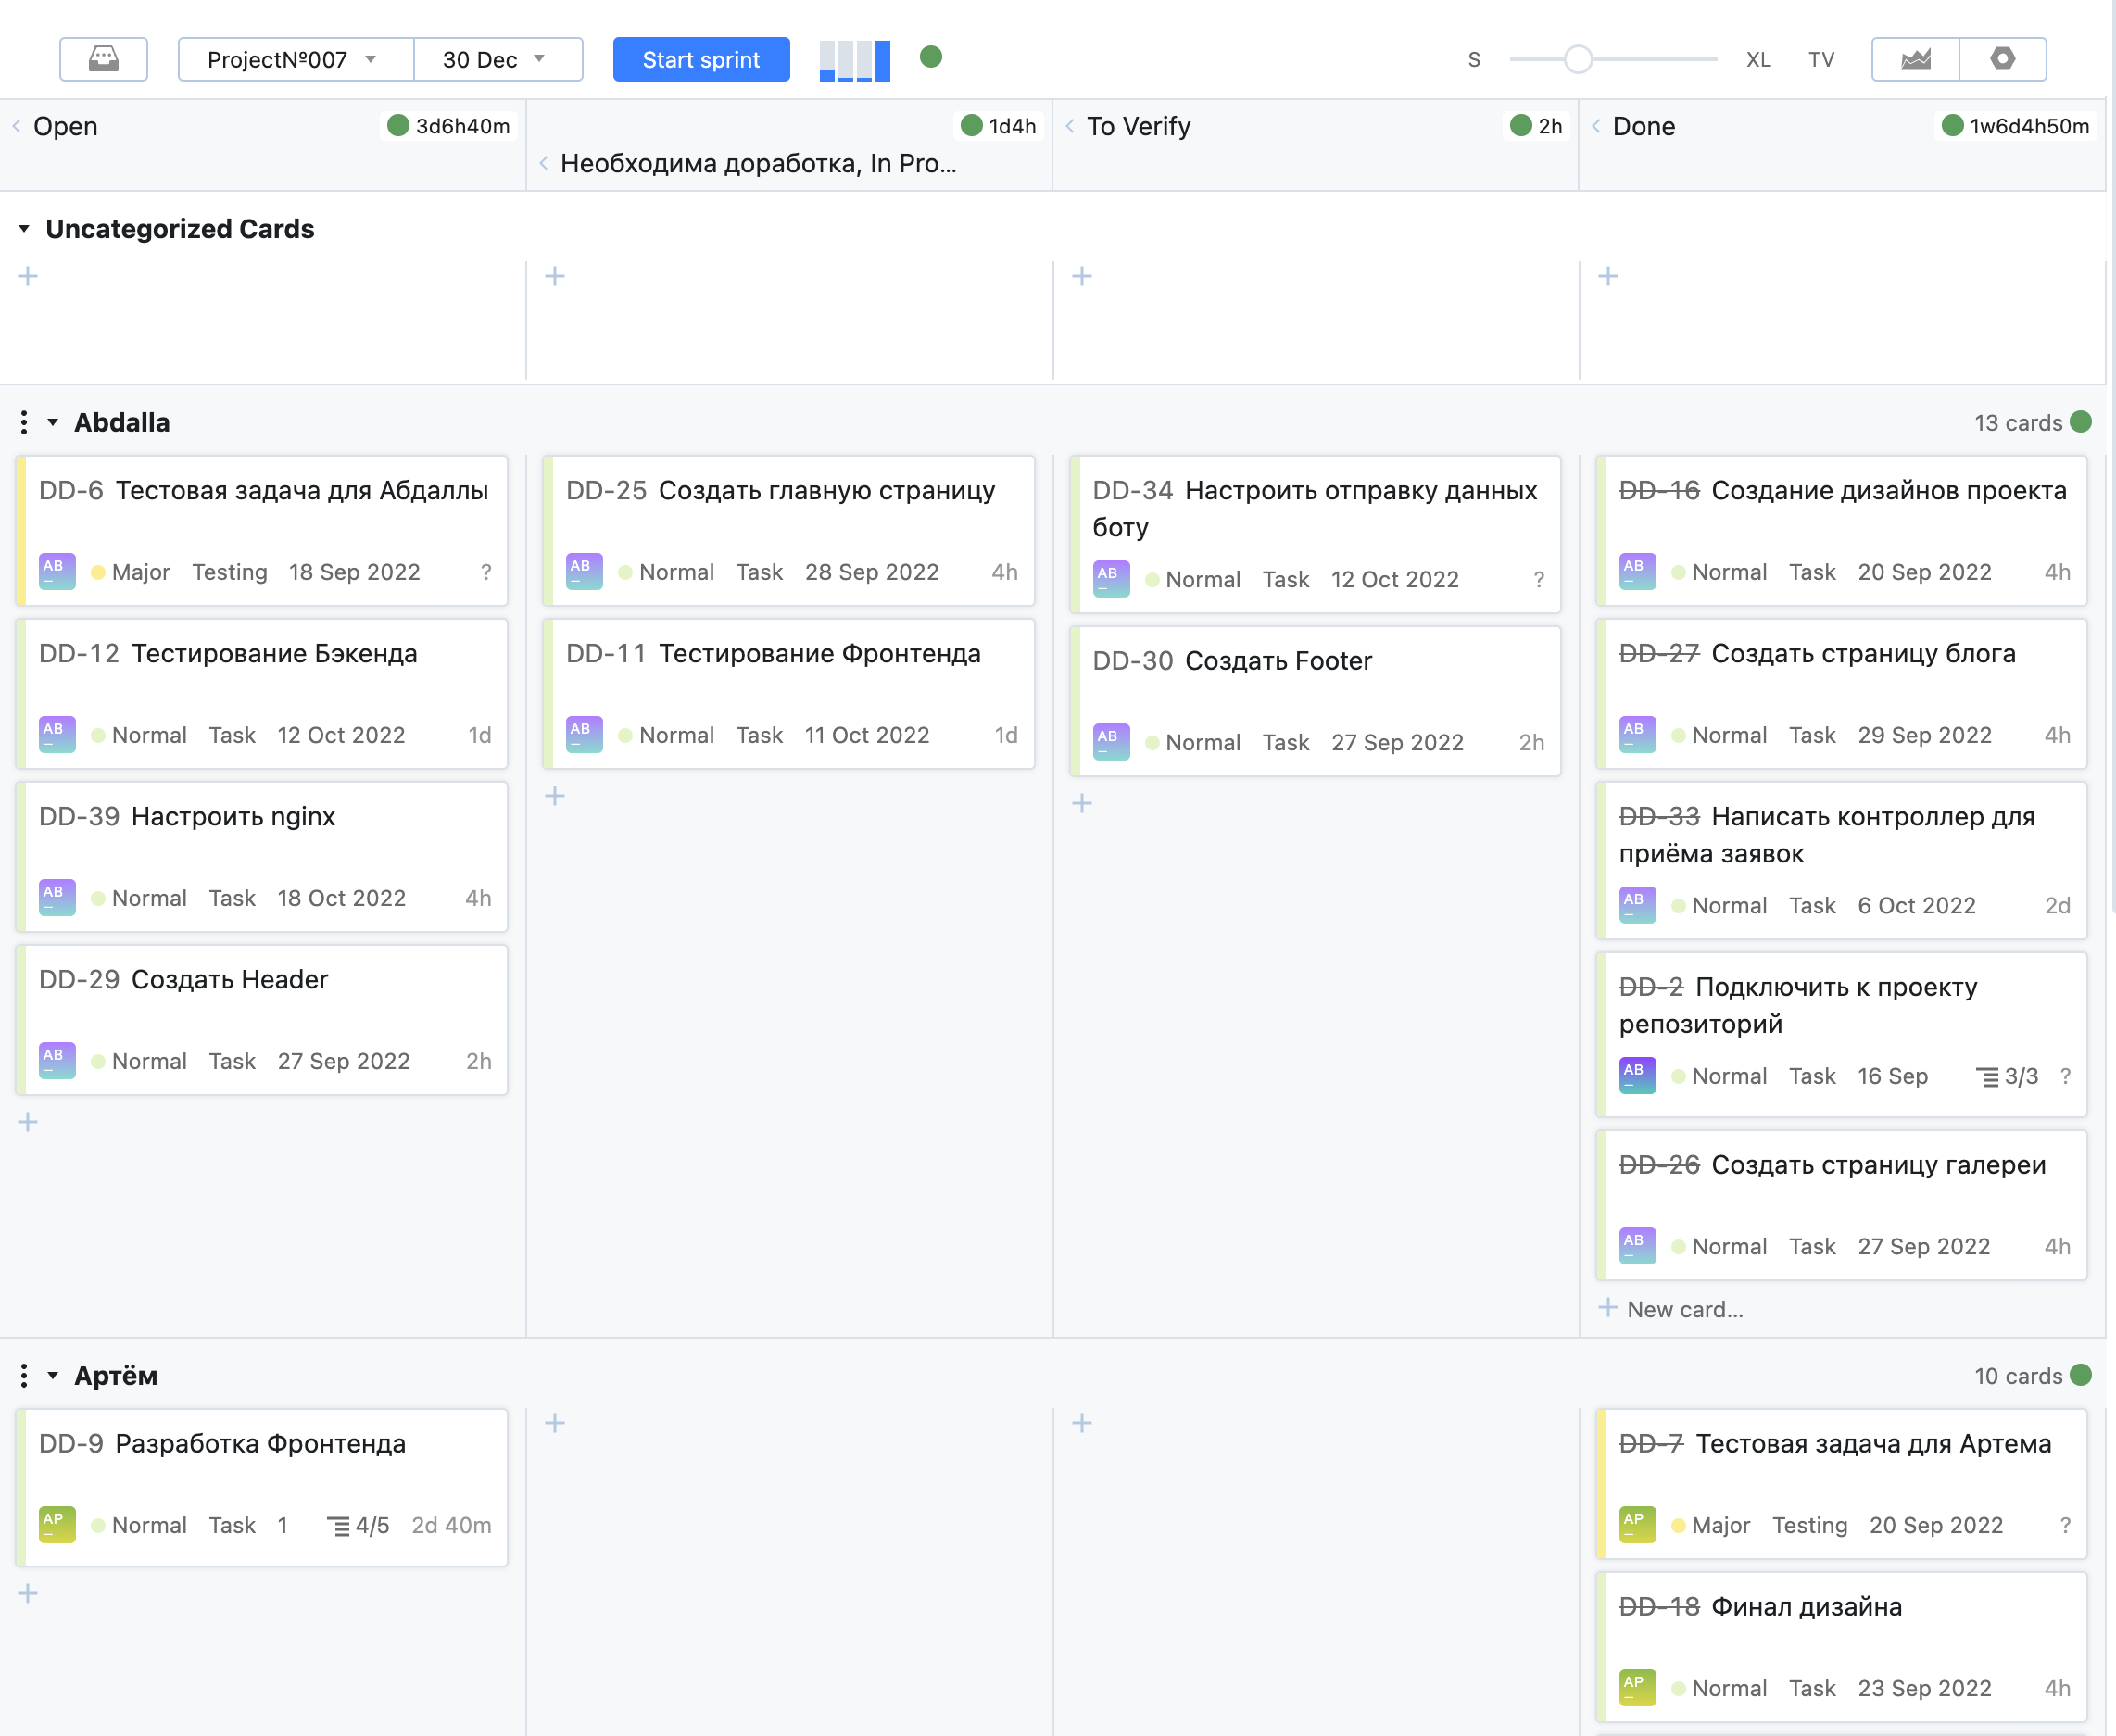 ProjectNº007 30 Dec Start sprint S XL TV
Open 3d6h40m
1d4h
Необходима доработка, In Pro...
To Verify 2h
Done 1w6d4h50m
Uncategorized Cards
Abdalla 13 cards
DD-6 Тестовая задача для Абдаллы
AB Major Testing 18 Sep 2022 ?
DD-12 Тестирование Бэкенда
AB Normal Task 12 Oct 2022 1d
DD-39 Настроить nginx
AB Normal Task 18 Oct 2022 4h
DD-29 Создать Header
AB Normal Task 27 Sep 2022 2h
DD-25 Создать главную страницу
AB Normal Task 28 Sep 2022 4h
DD-11 Тестирование Фронтенда
AB Normal Task 11 Oct 2022 1d
DD-34 Настроить отправку данных
боту
AB Normal Task 12 Oct 2022 ?
DD-30 Создать Footer
AB Normal Task 27 Sep 2022 2h
DD-16 Создание дизайнов проекта
AB Normal Task 20 Sep 2022 4h
DD-27 Создать страницу блога
AB Normal Task 29 Sep 2022 4h
DD-33 Написать контроллер для
приёма заявок
AB Normal Task 6 Oct 2022 2d
DD-2 Подключить к проекту
репозиторий
AB Normal Task 16 Sep 3/3 ?
DD-26 Создать страницу галереи
AB Normal Task 27 Sep 2022 4h
New card...
Артём 10 cards
DD-9 Разработка Фронтенда
AP Normal Task 1 4/5 2d 40m
DD-7 Тестовая задача для Артема
AP Major Testing 20 Sep 2022 ?
DD-18 Финал дизайна
AP Normal Task 23 Sep 2022 4h